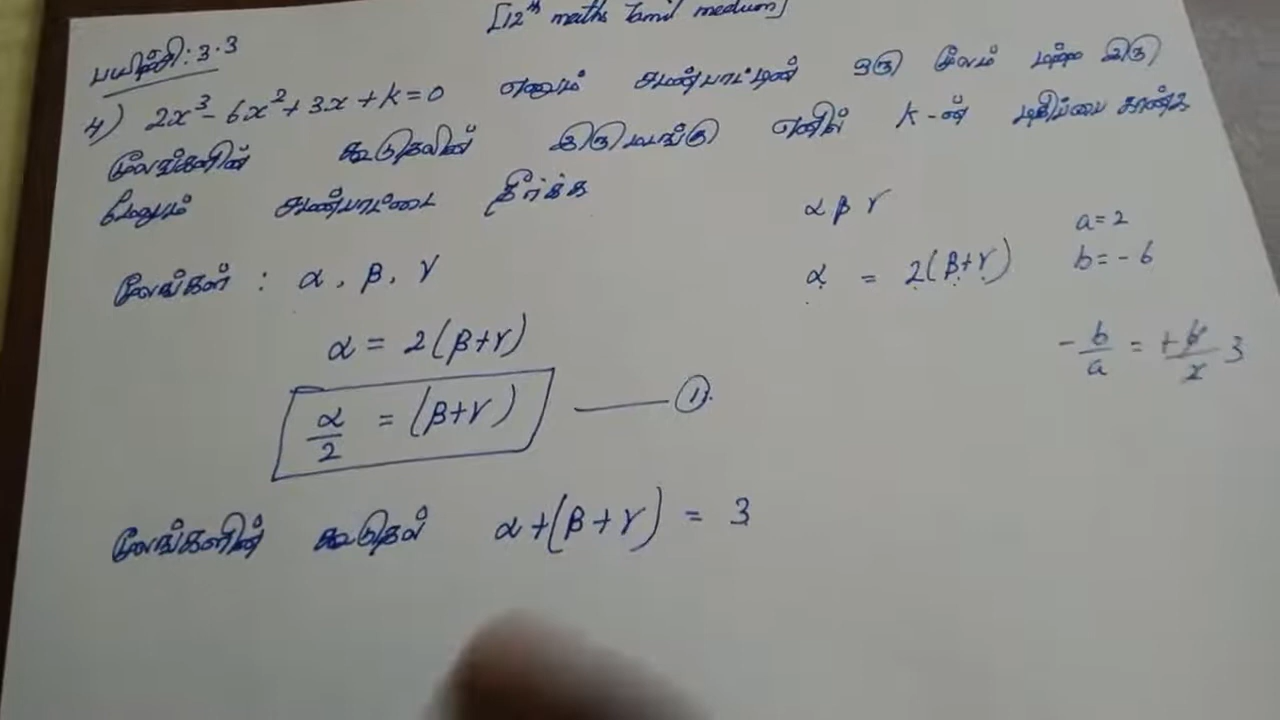 [12th maths Tamil medium]
பயிற்சி: 3.3
4) 2x³ - 6x² + 3x + k = 0 எனும் சமன்பாட்டின் ஒரு மூலம் மற்ற இரு
மூலங்களின் கூடுதலின் இருமடங்கு எனில் k-ன் மதிப்பை காண்க
மேலும் சமன்பாட்டை தீர்க்க
α β γ
α = 2(β+γ)
a = 2
b = -6
-b/a = +6/2 3
மூலங்கள் : α, β, γ
α = 2(β+γ)
α/2 = (β+γ) —— ①
மூலங்களின் கூடுதல் α+(β+γ) = 3